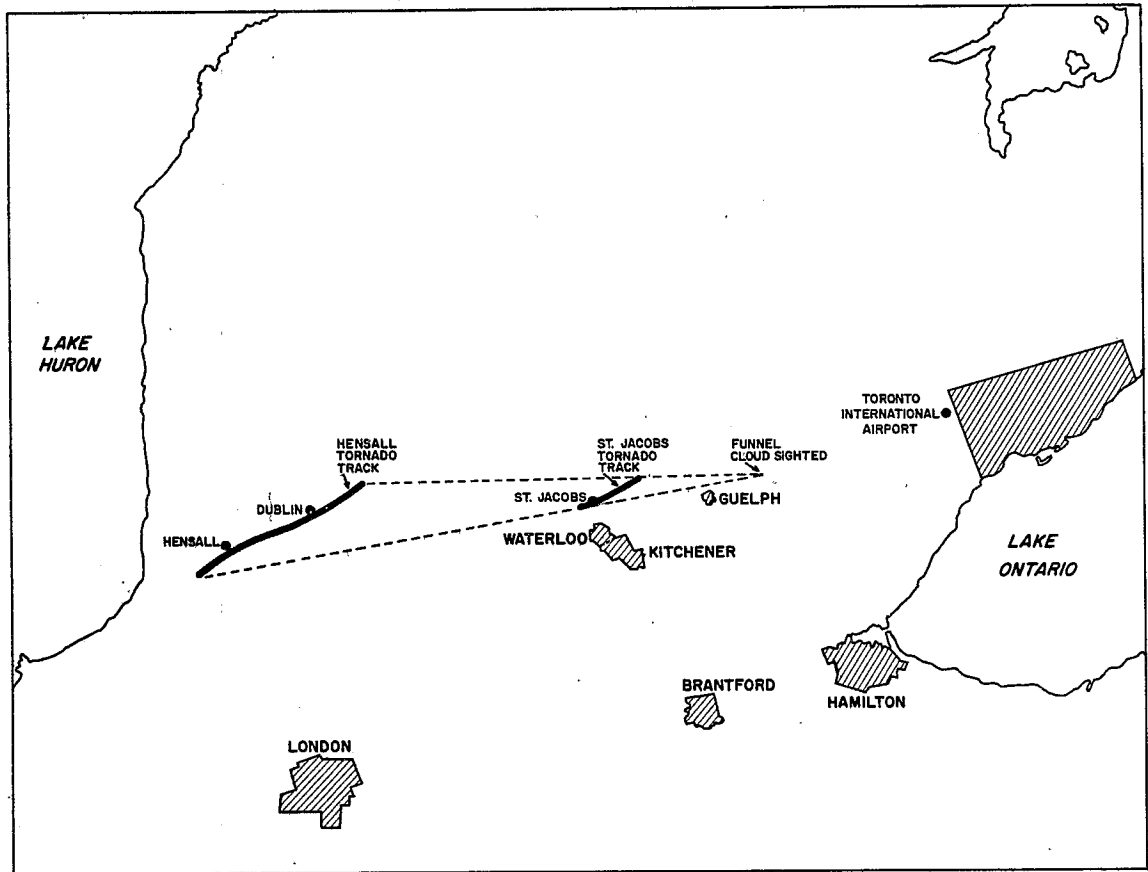 LAKE
HURON
TORONTO
INTERNATIONAL
AIRPORT
HENSALL
TORNADO
TRACK
ST. JACOBS
TORNADO
TRACK
FUNNEL
CLOUD SIGHTED
DUBLIN
ST. JACOBS
GUELPH
HENSALL
WATERLOO
KITCHENER
LAKE
ONTARIO
BRANTFORD
HAMILTON
LONDON